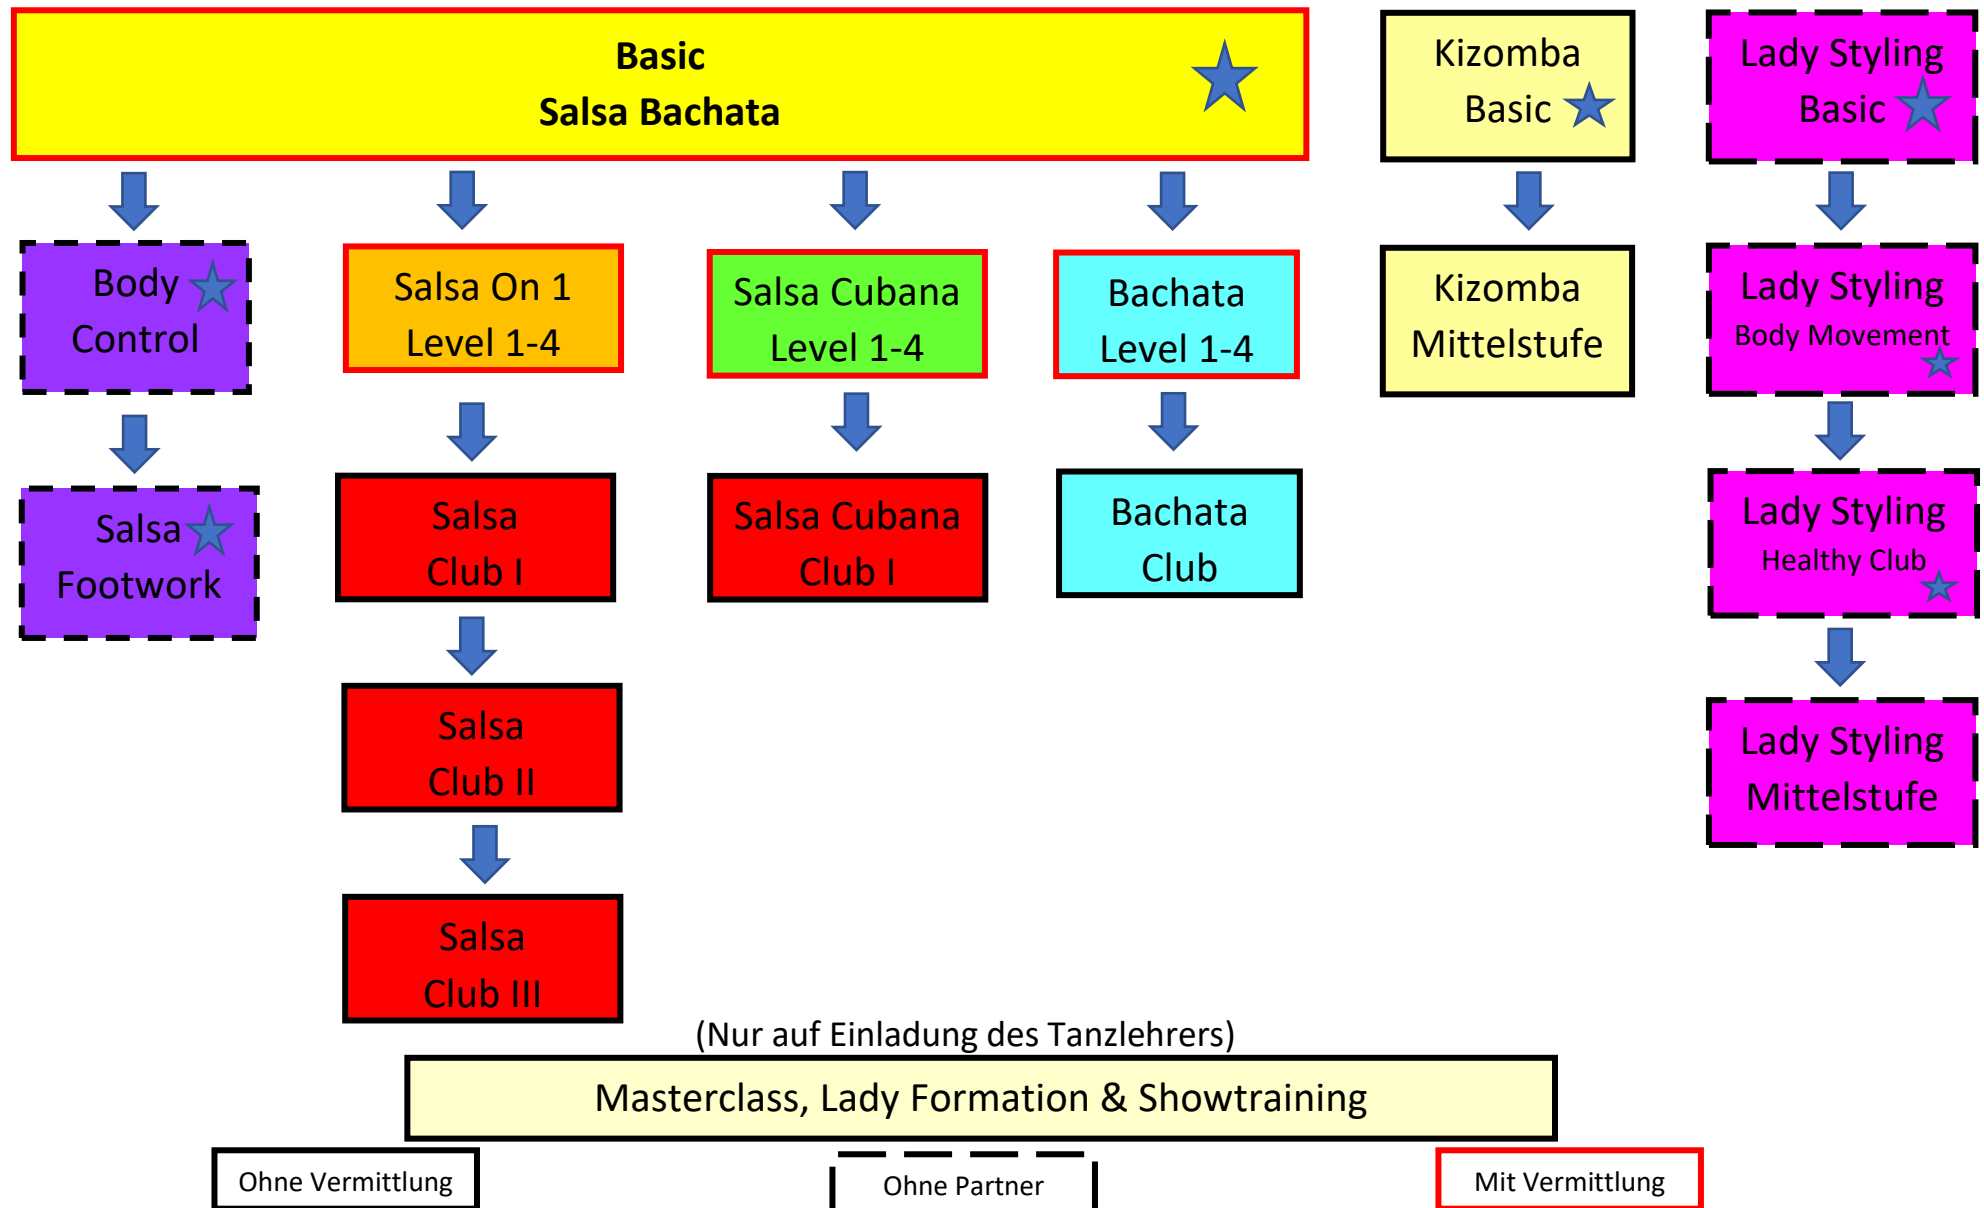 Basic
Salsa Bachata
Kizomba
Basic
Lady Styling
Basic
Body
Control
Salsa On 1
Level 1-4
Salsa Cubana
Level 1-4
Bachata
Level 1-4
Kizomba
Mittelstufe
Lady Styling
Body Movement
Salsa
Footwork
Salsa
Club I
Salsa Cubana
Club I
Bachata
Club
Lady Styling
Healthy Club
Salsa
Club II
Lady Styling
Mittelstufe
Salsa
Club III
(Nur auf Einladung des Tanzlehrers)
Masterclass, Lady Formation & Showtraining
Ohne Vermittlung
Ohne Partner
Mit Vermittlung